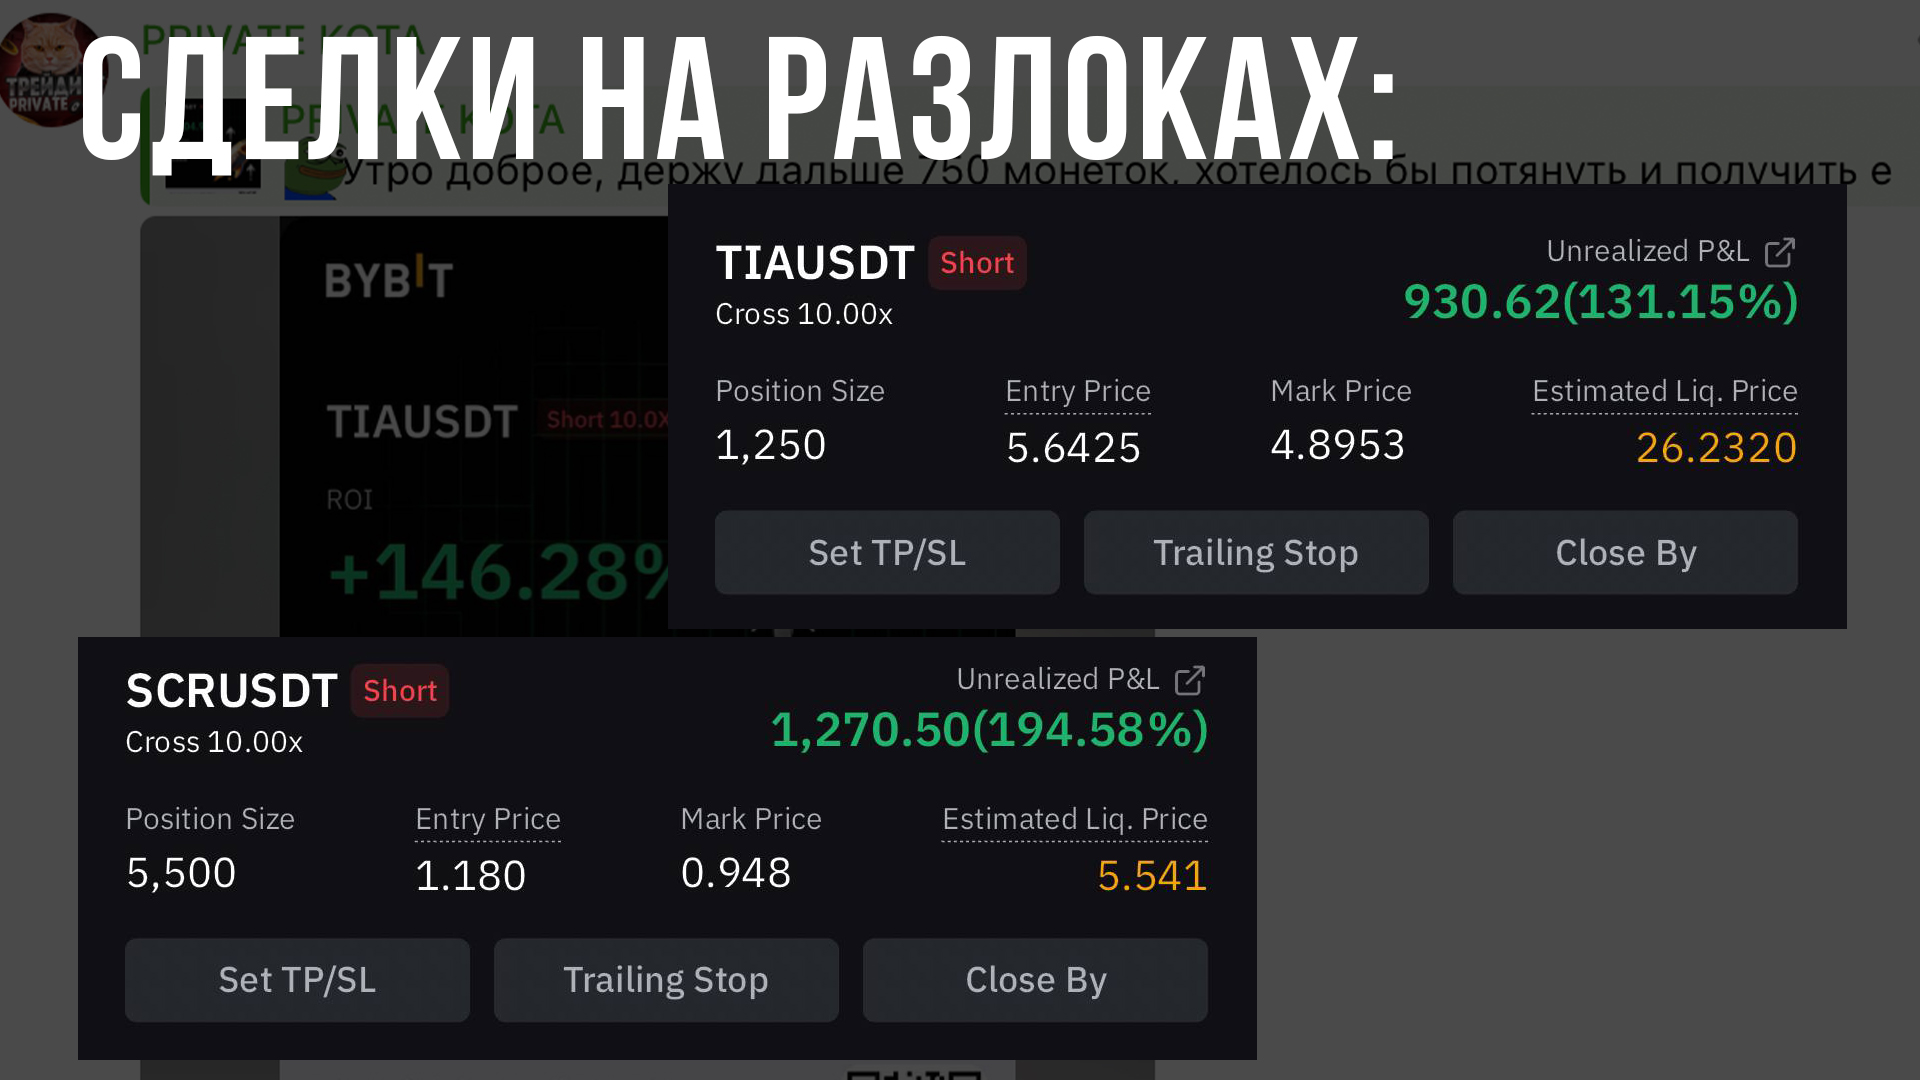 СДЕЛКИ НА РАЗЛОКАХ:
PRIVATE KOTA
ТРЕЙДИ
PRIVATE
PRIVATE KOTA
Утро доброе, держу дальше 750 монеток, хотелось бы потянуть и получить е
BYBIT
TIAUSDT Short 10.0X
ROI
+146.28%
TIAUSDT Short
Cross 10.00x
Unrealized P&L
930.62(131.15%)
Position Size Entry Price Mark Price Estimated Liq. Price
1,250 5.6425 4.8953 26.2320
Set TP/SL Trailing Stop Close By
SCRUSDT Short
Cross 10.00x
Unrealized P&L
1,270.50(194.58%)
Position Size Entry Price Mark Price Estimated Liq. Price
5,500 1.180 0.948 5.541
Set TP/SL Trailing Stop Close By